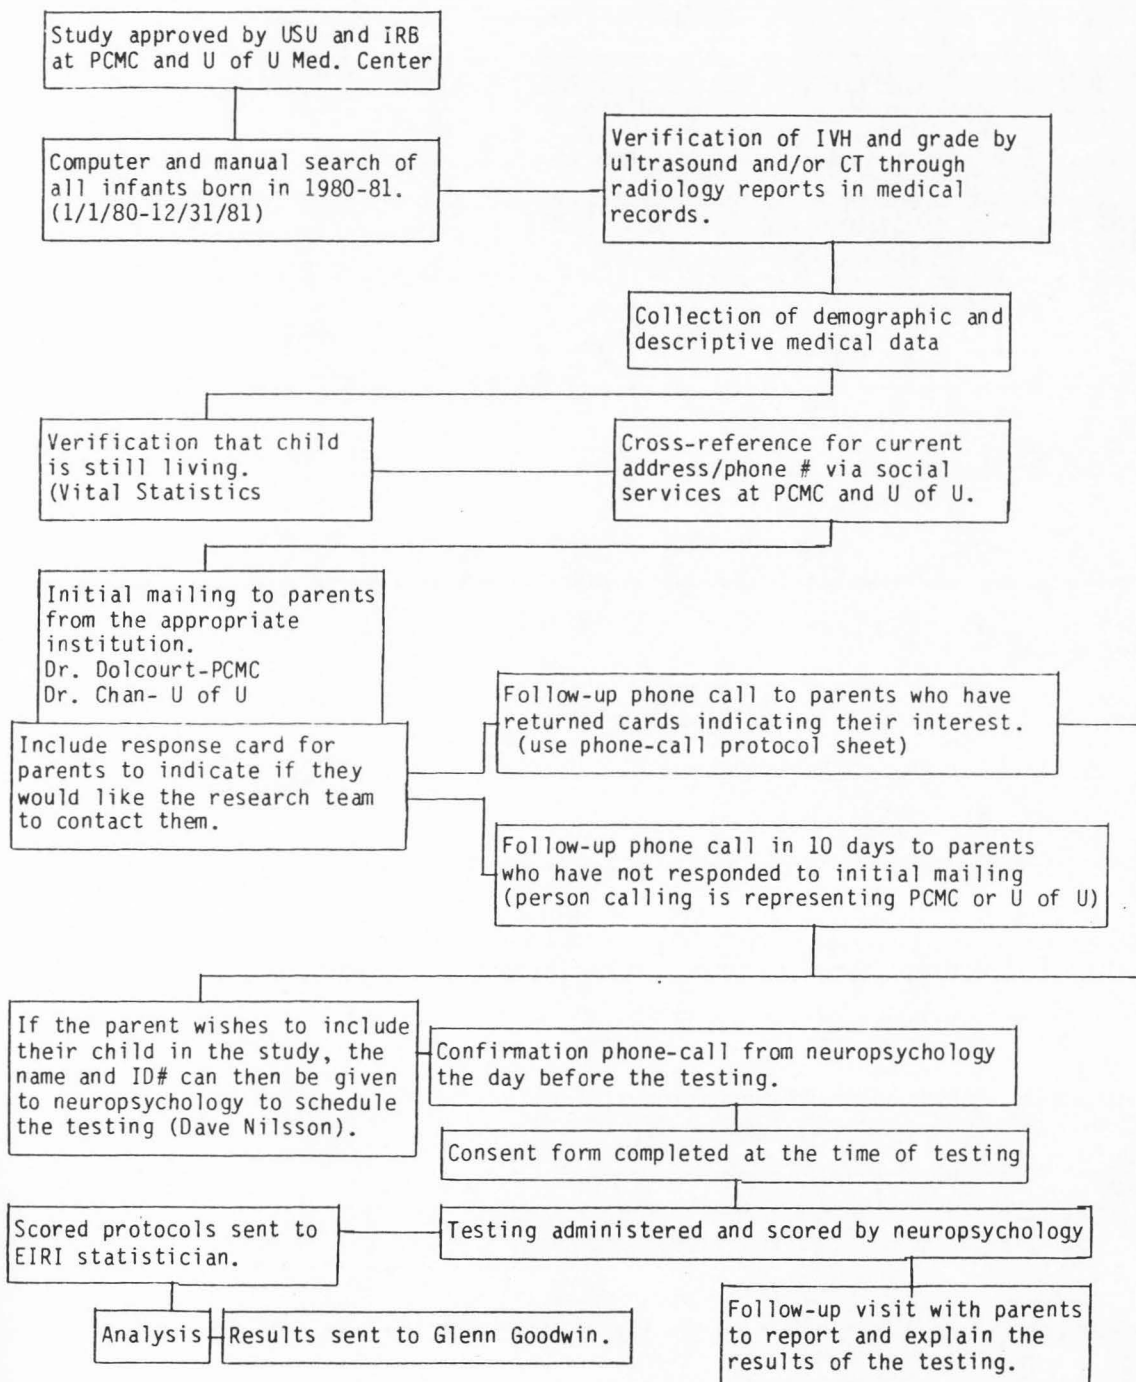 Study approved by USU and IRB
at PCMC and U of U Med. Center
Computer and manual search of
all infants born in 1980-81.
(1/1/80-12/31/81)
Verification of IVH and grade by
ultrasound and/or CT through
radiology reports in medical
records.
Collection of demographic and
descriptive medical data
Verification that child
is still living.
(Vital Statistics
Cross-reference for current
address/phone # via social
services at PCMC and U of U.
Initial mailing to parents
from the appropriate
institution.
Dr. Dolcourt-PCMC
Dr. Chan- U of U
Include response card for
parents to indicate if they
would like the research team
to contact them.
Follow-up phone call to parents who have
returned cards indicating their interest.
(use phone-call protocol sheet)
Follow-up phone call in 10 days to parents
who have not responded to initial mailing
(person calling is representing PCMC or U of U)
If the parent wishes to include
their child in the study, the
name and ID# can then be given
to neuropsychology to schedule
the testing (Dave Nilsson).
Confirmation phone-call from neuropsychology
the day before the testing.
Consent form completed at the time of testing
Testing administered and scored by neuropsychology
Scored protocols sent to
EIRI statistician.
Analysis
Results sent to Glenn Goodwin.
Follow-up visit with parents
to report and explain the
results of the testing.